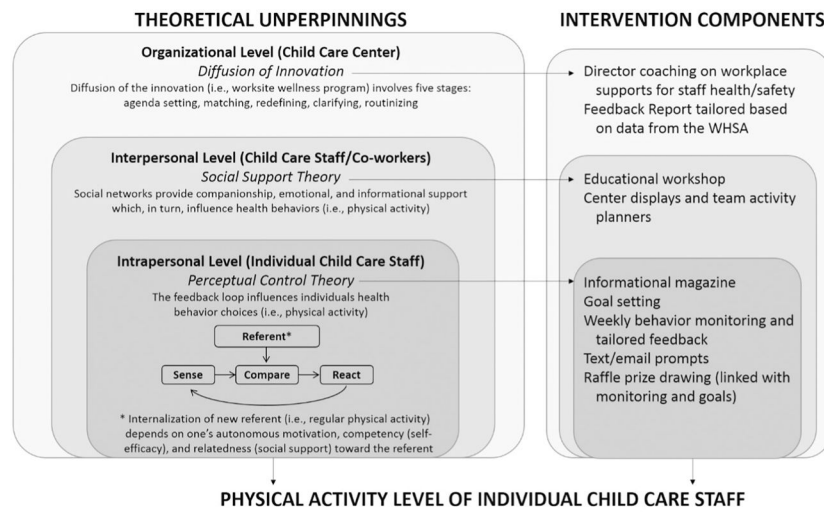 THEORETICAL UNPERPINNINGS
Organizational Level (Child Care Center)
Diffusion of Innovation
Diffusion of the innovation (i.e., worksite wellness program) involves five stages:
agenda setting, matching, redefining, clarifying, routinizing
Interpersonal Level (Child Care Staff/Co-workers)
Social Support Theory
Social networks provide companionship, emotional, and informational support
which, in turn, influence health behaviors (i.e., physical activity)
Intrapersonal Level (Individual Child Care Staff)
Perceptual Control Theory
The feedback loop influences individuals health
behavior choices (i.e., physical activity)
Referent*
Sense
Compare
React
* Internalization of new referent (i.e., regular physical activity)
depends on one's autonomous motivation, competency (self-
efficacy), and relatedness (social support) toward the referent
INTERVENTION COMPONENTS
Director coaching on workplace
supports for staff health/safety
Feedback Report tailored based
on data from the WHSA
Educational workshop
Center displays and team activity
planners
Informational magazine
Goal setting
Weekly behavior monitoring and
tailored feedback
Text/email prompts
Raffle prize drawing (linked with
monitoring and goals)
PHYSICAL ACTIVITY LEVEL OF INDIVIDUAL CHILD CARE STAFF